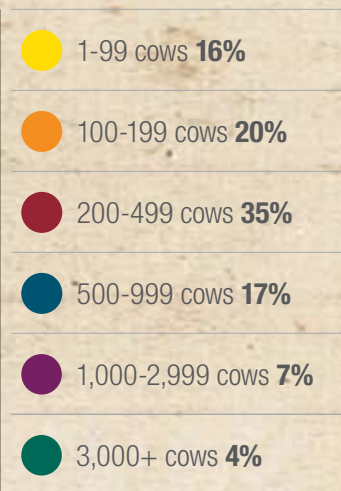 1-99 cows 16%
100-199 cows 20%
200-499 cows 35%
500-999 cows 17%
1,000-2,999 cows 7%
3,000+ cows 4%